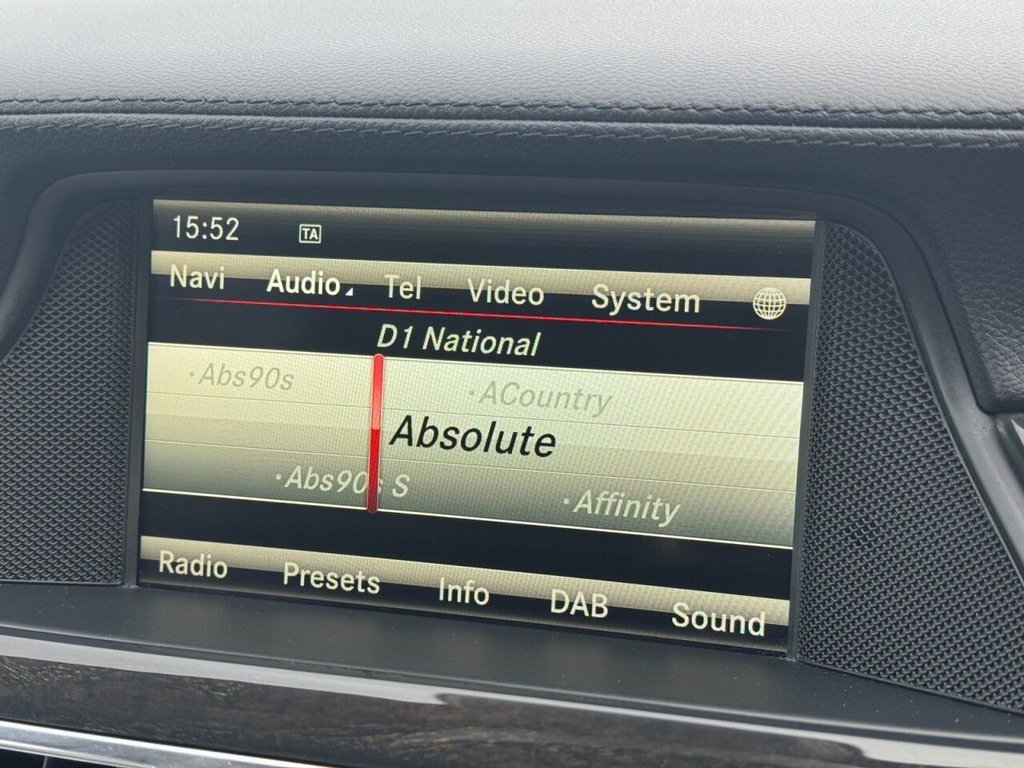 15:52 TA
Navi Audio Tel Video System
D1 National
·Abs90s ·ACountry
Absolute
·Abs90s S ·Affinity
Radio Presets Info DAB Sound